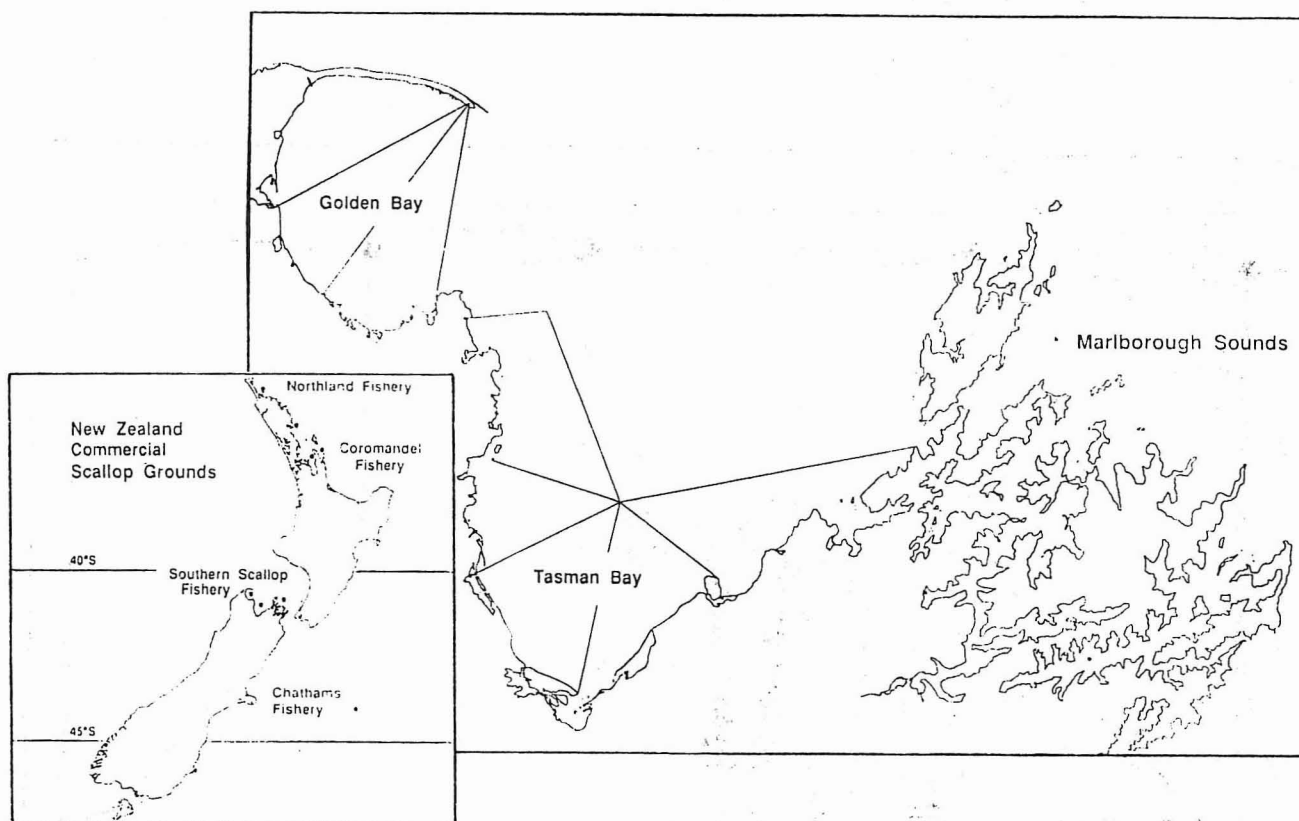 Golden Bay
Marlborough Sounds
Tasman Bay
New Zealand
Commercial
Scallop Grounds
Northland Fishery
Coromandel
Fishery
40°S
Southern Scallop
Fishery
Chathams
Fishery
45°S